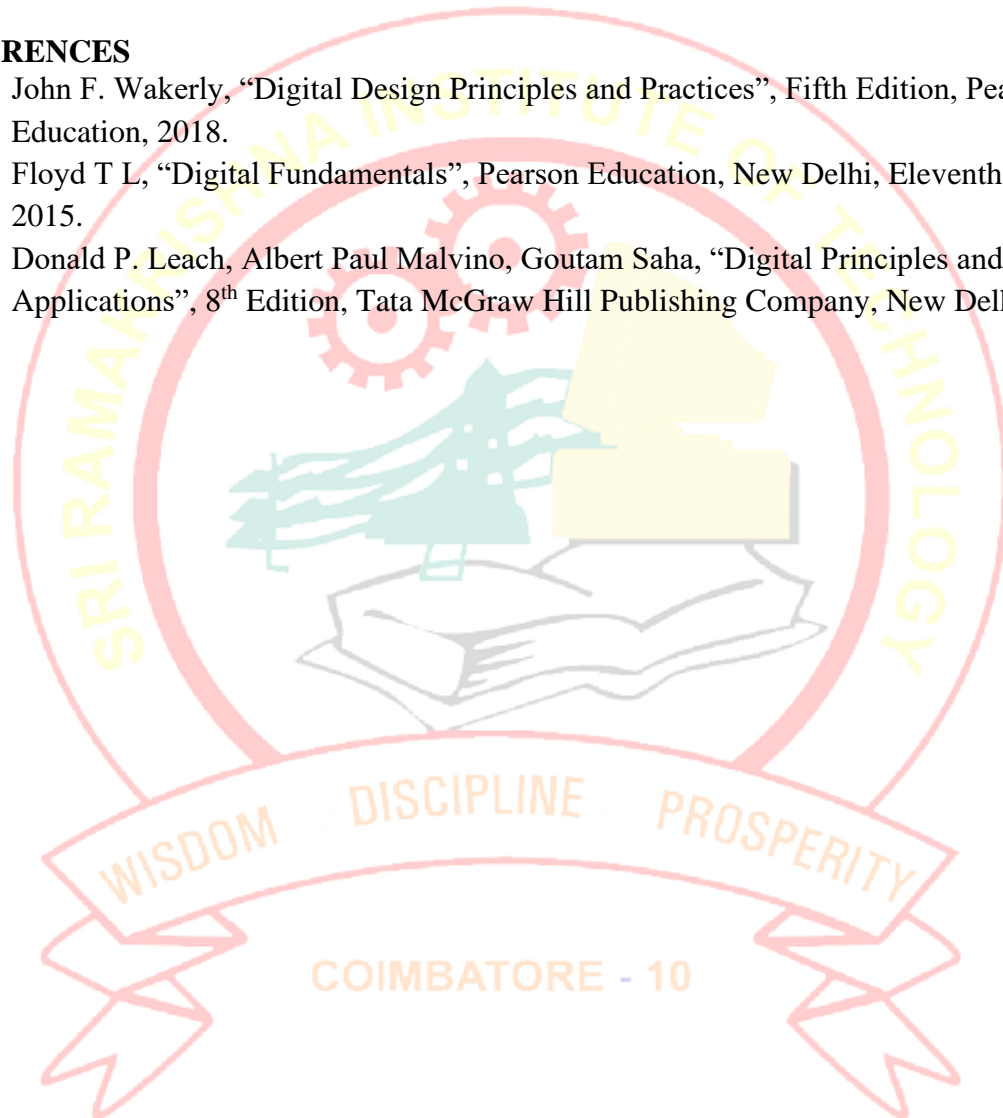 RENCES
John F. Wakerly, “Digital Design Principles and Practices”, Fifth Edition, Pea
Education, 2018.
Floyd T L, “Digital Fundamentals”, Pearson Education, New Delhi, Eleventh
2015.
Donald P. Leach, Albert Paul Malvino, Goutam Saha, “Digital Principles and
Applications”, 8th Edition, Tata McGraw Hill Publishing Company, New Delh
SRI RAMAKRISHNA INSTITUTE OF TECHNOLOGY
WISDOM DISCIPLINE PROSPERITY
COIMBATORE - 10